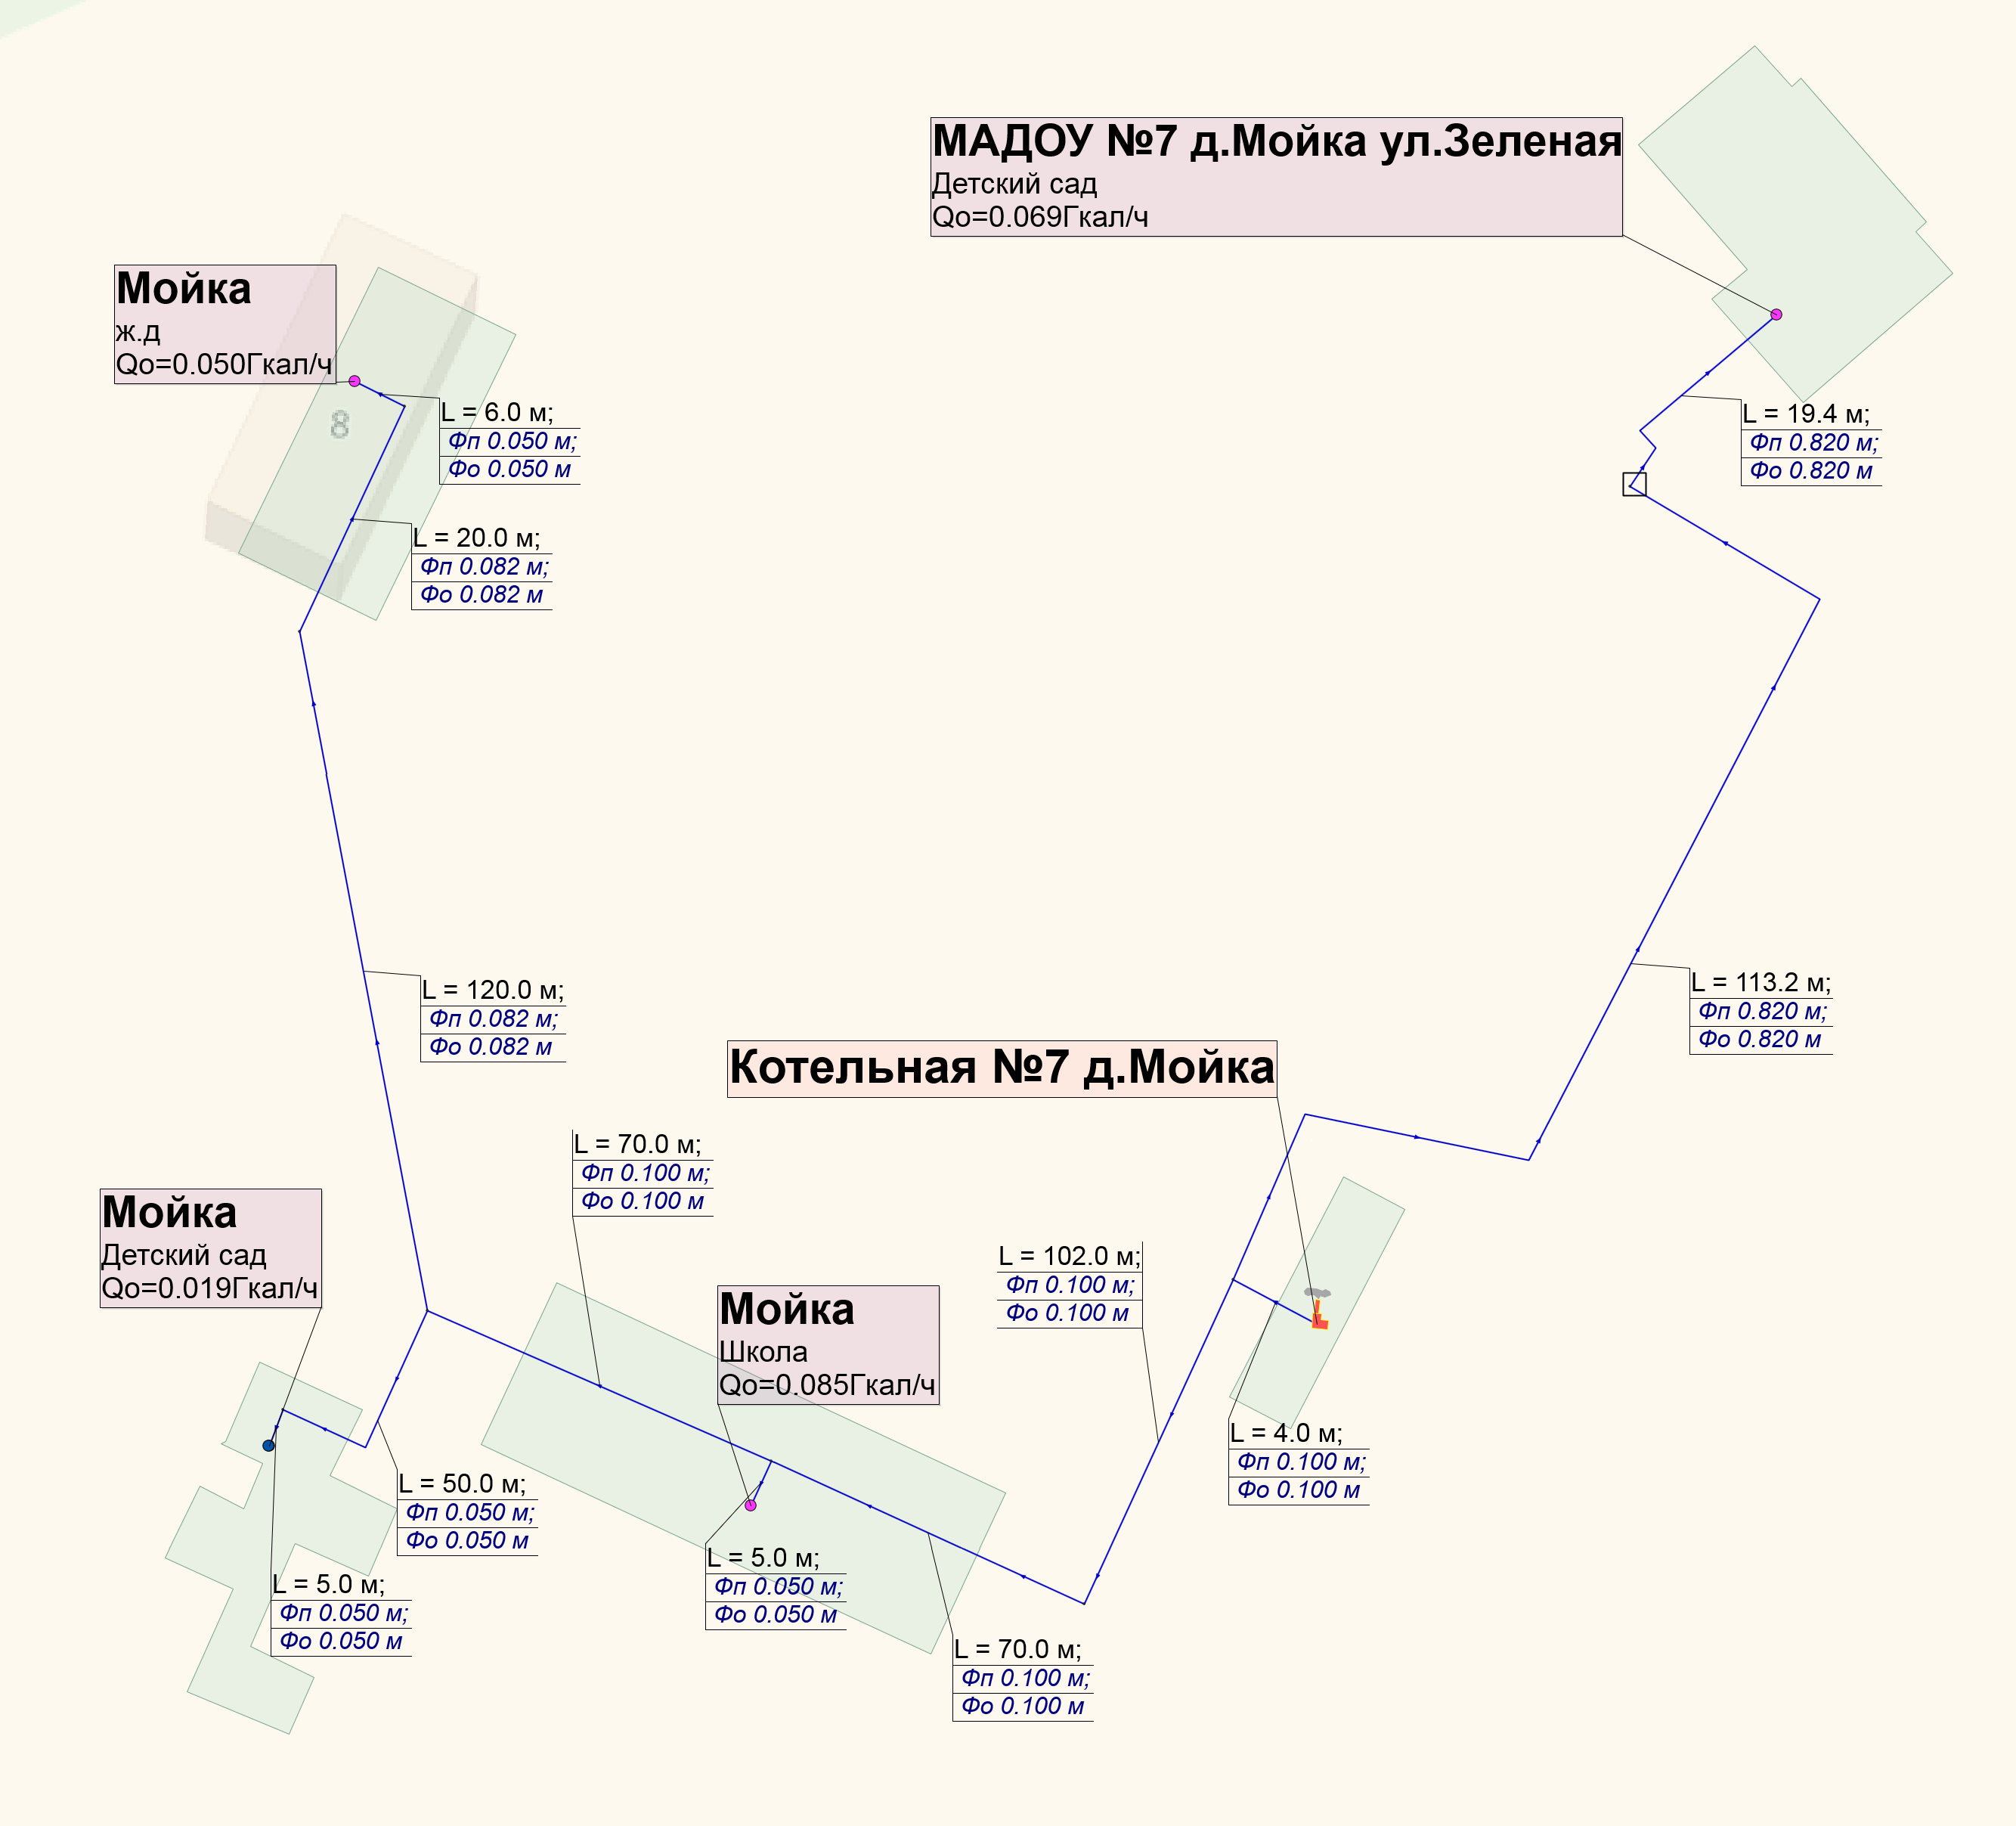 МАДОУ №7 д.Мойка ул.Зеленая
Детский сад
Qо=0.069Гкал/ч
Мойка
ж.д
Qо=0.050Гкал/ч
8
L = 6.0 м;
Фп 0.050 м;
Фо 0.050 м
L = 19.4 м;
Фп 0.820 м;
Фо 0.820 м
L = 20.0 м;
Фп 0.082 м;
Фо 0.082 м
L = 120.0 м;
Фп 0.082 м;
Фо 0.082 м
L = 113.2 м;
Фп 0.820 м;
Фо 0.820 м
Котельная №7 д.Мойка
L = 70.0 м;
Фп 0.100 м;
Фо 0.100 м
Мойка
Детский сад
Qо=0.019Гкал/ч
L = 102.0 м;
Фп 0.100 м;
Фо 0.100 м
Мойка
Школа
Qо=0.085Гкал/ч
L = 4.0 м;
Фп 0.100 м;
Фо 0.100 м
L = 50.0 м;
Фп 0.050 м;
Фо 0.050 м
L = 5.0 м;
Фп 0.050 м;
Фо 0.050 м
L = 5.0 м;
Фп 0.050 м;
Фо 0.050 м
L = 70.0 м;
Фп 0.100 м;
Фо 0.100 м